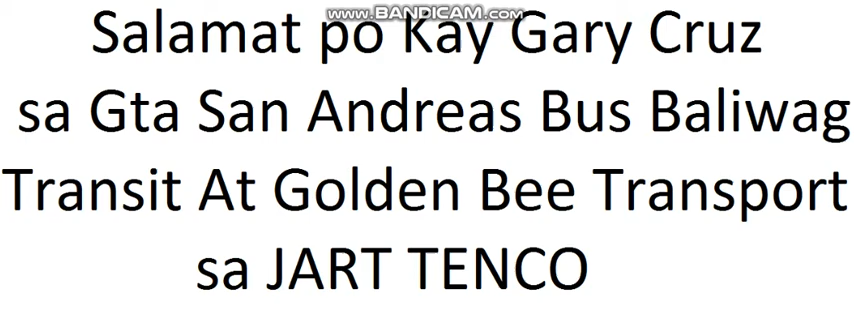 www.BANDICAM.com
Salamat po Kay Gary Cruz
sa Gta San Andreas Bus Baliwag
Transit At Golden Bee Transport
sa JART TENCO